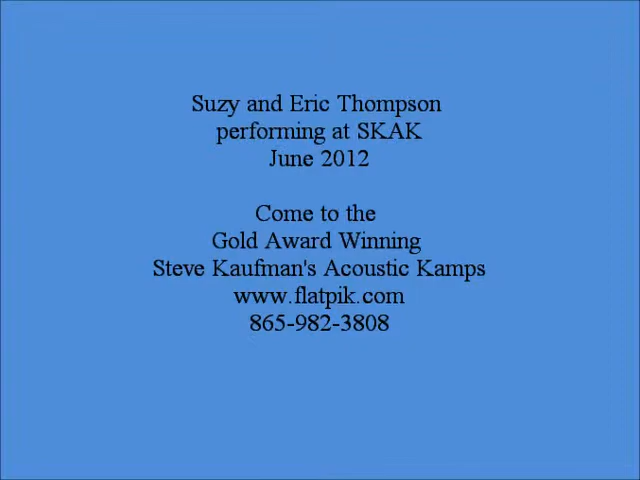 Suzy and Eric Thompson
performing at SKAK
June 2012
Come to the
Gold Award Winning
Steve Kaufman's Acoustic Kamps
www.flatpik.com
865-982-3808